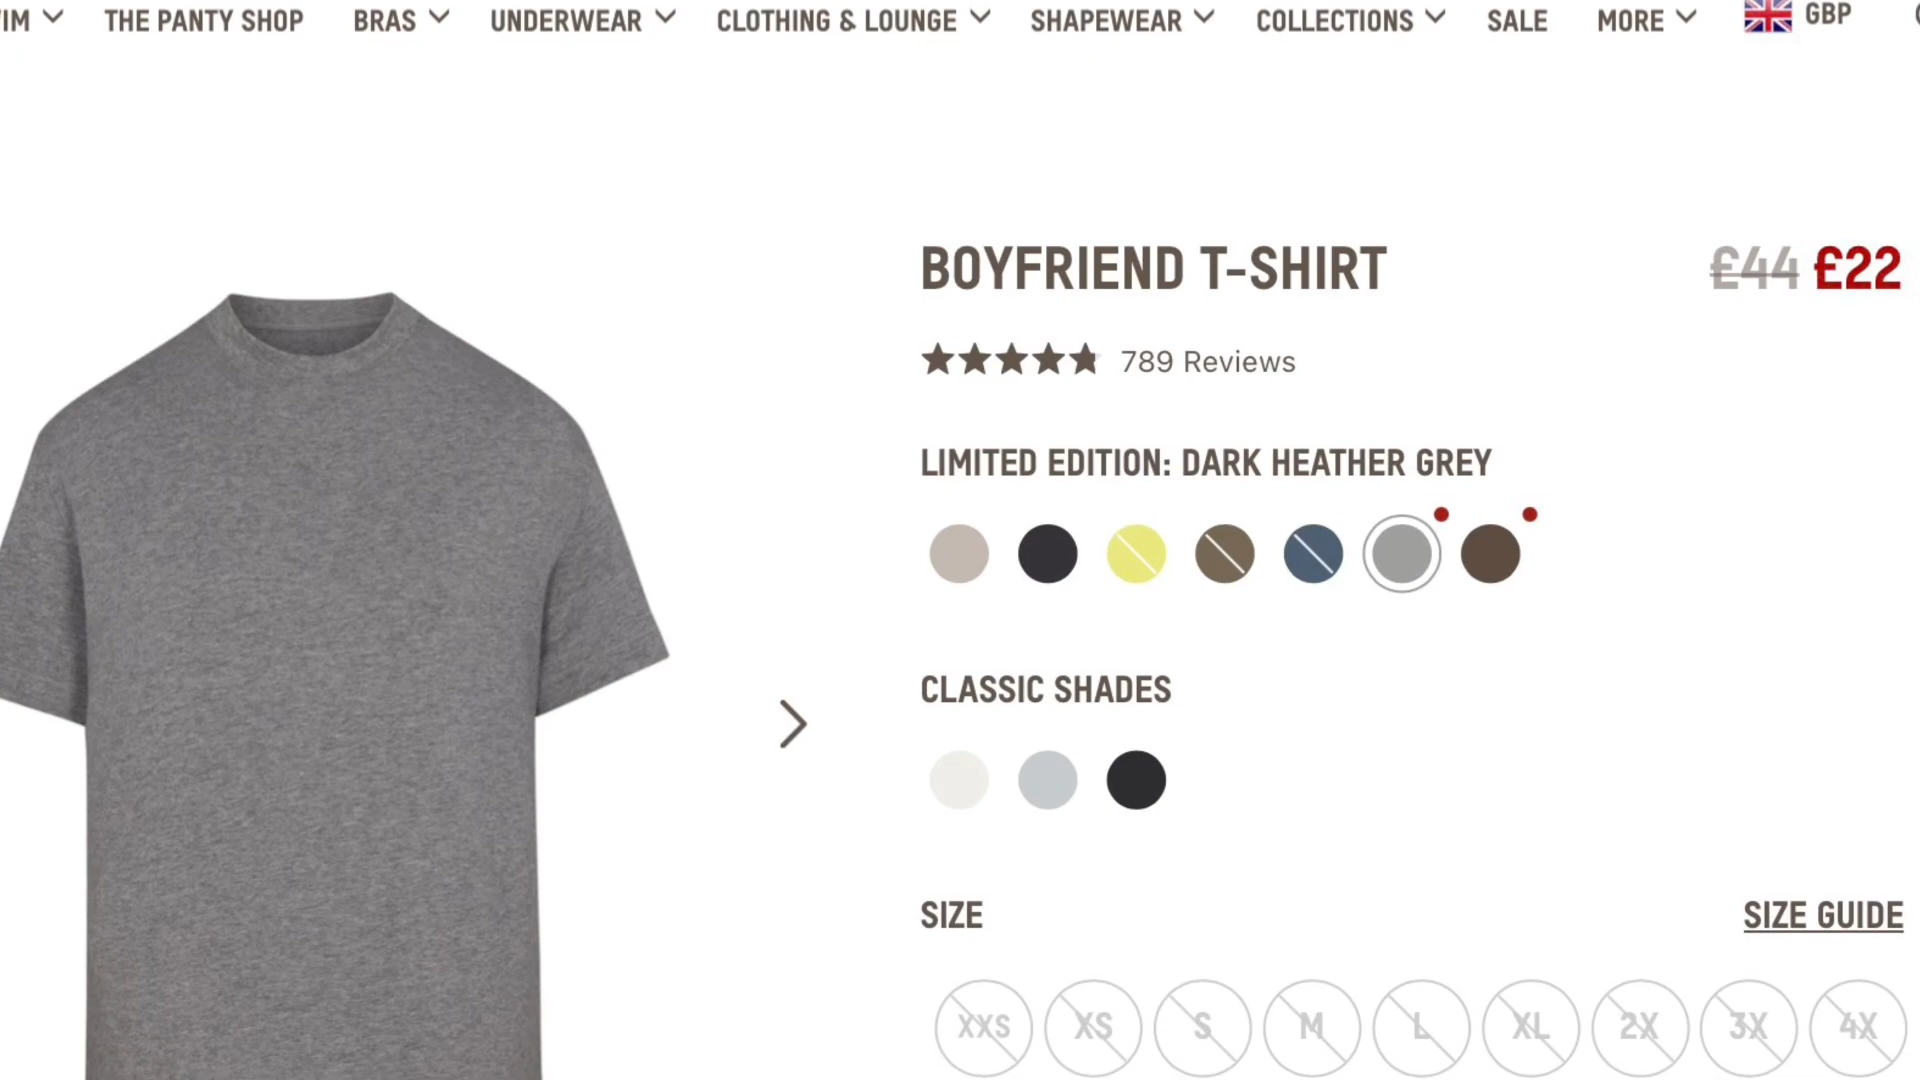 IM THE PANTY SHOP BRAS UNDERWEAR CLOTHING & LOUNGE SHAPEWEAR COLLECTIONS SALE MORE GBP
BOYFRIEND T-SHIRT £44 £22
789 Reviews
LIMITED EDITION: DARK HEATHER GREY
CLASSIC SHADES
SIZE SIZE GUIDE
XXS XS S M L XL 2X 3X 4X